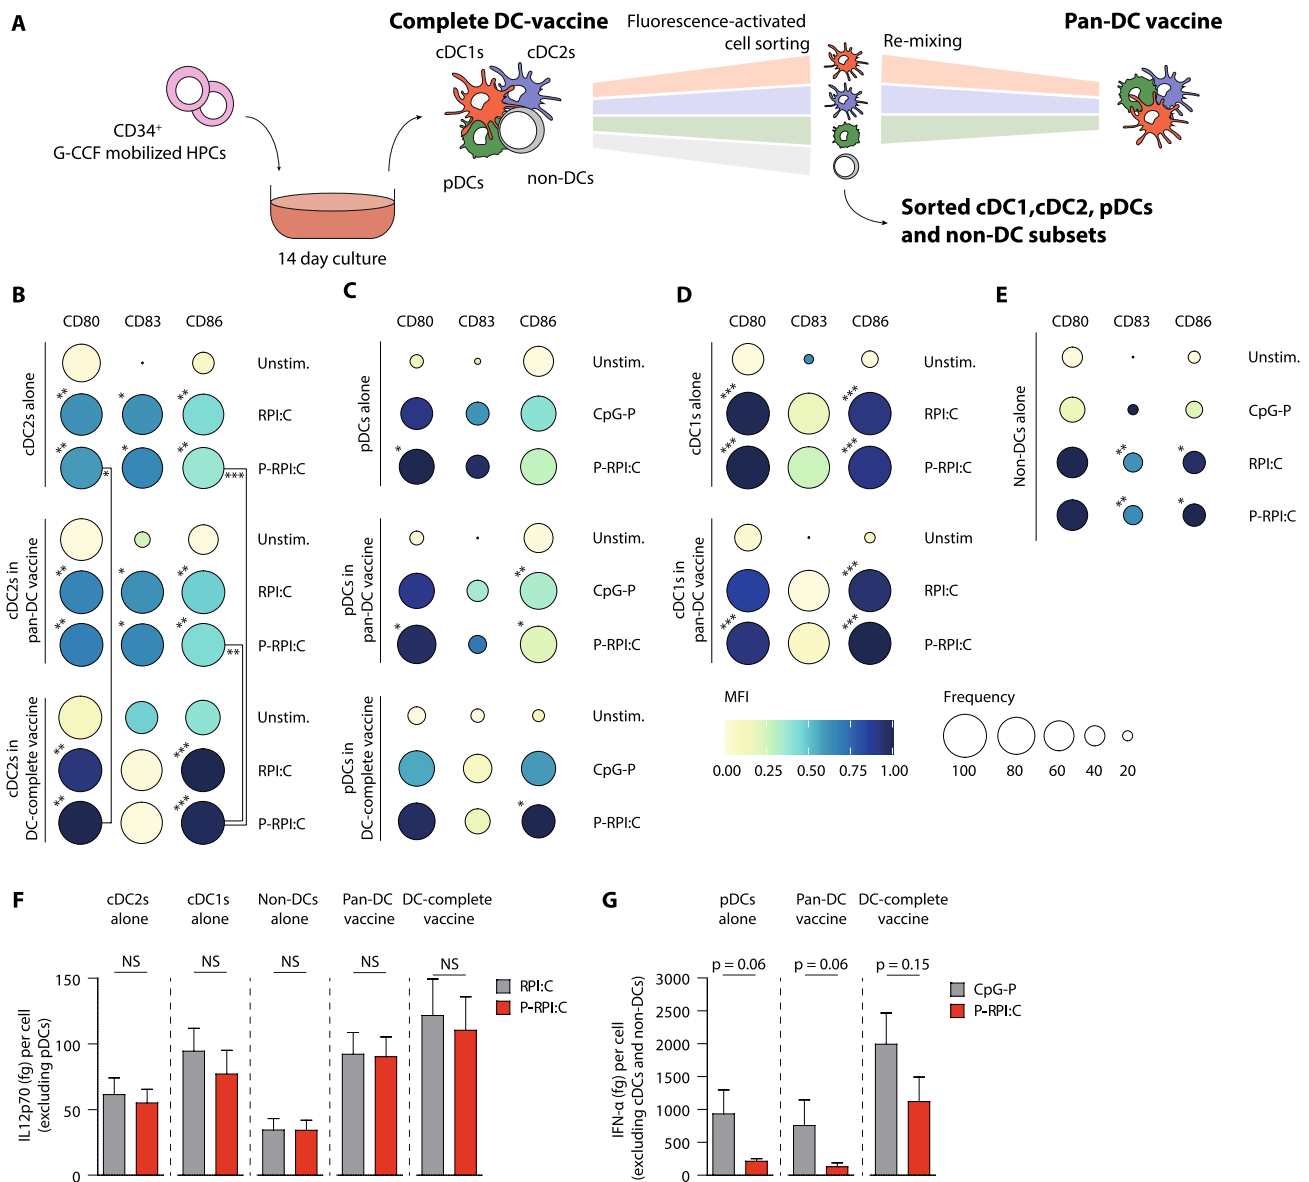 A
Complete DC-vaccine
cDC1s
cDC2s
pDCs
non-DCs
Fluorescence-activated
cell sorting
Re-mixing
Pan-DC vaccine
CD34+
G-CCF mobilized HPCs
14 day culture
Sorted cDC1,cDC2, pDCs
and non-DC subsets
B
CD80 CD83 CD86
cDC2s alone
Unstim.
** * **
RPI:C
** * **
P-RPI:C
* ***
cDC2s in
pan-DC vaccine
Unstim.
** * **
RPI:C
** * **
P-RPI:C
**
cDC2s in
DC-complete vaccine
Unstim.
** ***
RPI:C
** ***
P-RPI:C
C
CD80 CD83 CD86
pDCs alone
Unstim.
CpG-P
*
P-RPI:C
pDCs in
pan-DC vaccine
Unstim.
**
CpG-P
* *
P-RPI:C
pDCs in
DC-complete vaccine
Unstim.
CpG-P
*
P-RPI:C
D
CD80 CD83 CD86
cDC1s alone
Unstim.
*** ***
RPI:C
*** ***
P-RPI:C
cDC1s in
pan-DC vaccine
Unstim
***
RPI:C
*** ***
P-RPI:C
E
CD80 CD83 CD86
Non-DCs alone
Unstim.
CpG-P
** *
RPI:C
** *
P-RPI:C
MFI
0.00 0.25 0.50 0.75 1.00
Frequency
100 80 60 40 20
F
cDC2s
alone
cDC1s
alone
Non-DCs
alone
Pan-DC
vaccine
DC-complete
vaccine
NS NS NS NS NS
IL12p70 (fg) per cell
(excluding pDCs)
150
100
50
0
RPI:C
P-RPI:C
G
pDCs
alone
Pan-DC
vaccine
DC-complete
vaccine
p = 0.06 p = 0.06 p = 0.15
IFN-α (fg) per cell
(excluding cDCs and non-DCs)
3000
2500
2000
1500
1000
500
0
CpG-P
P-RPI:C